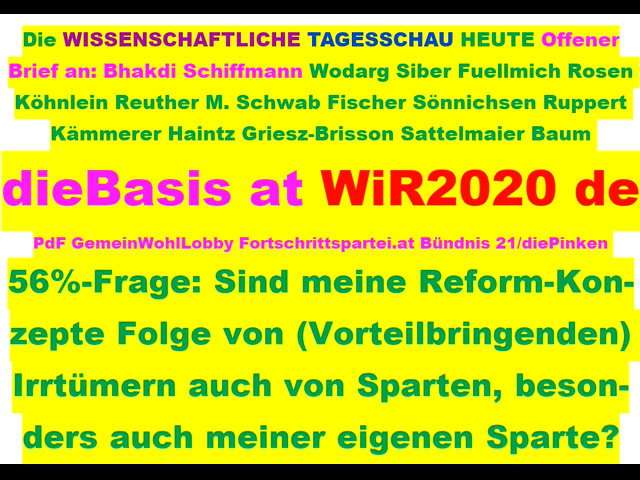 Die WISSENSCHAFTLICHE TAGESSCHAU HEUTE Offener
Brief an: Bhakdi Schiffmann Wodarg Siber Fuellmich Rosen
Köhnlein Reuther M. Schwab Fischer Sönnichsen Ruppert
Kämmerer Haintz Griesz-Brisson Sattelmaier Baum
dieBasis at WiR2020 de
PdF GemeinWohlLobby Fortschrittspartei.at Bündnis 21/diePinken
56%-Frage: Sind meine Reform-Kon-
zepte Folge von (Vorteilbringenden)
Irrtümern auch von Sparten, beson-
ders auch meiner eigenen Sparte?